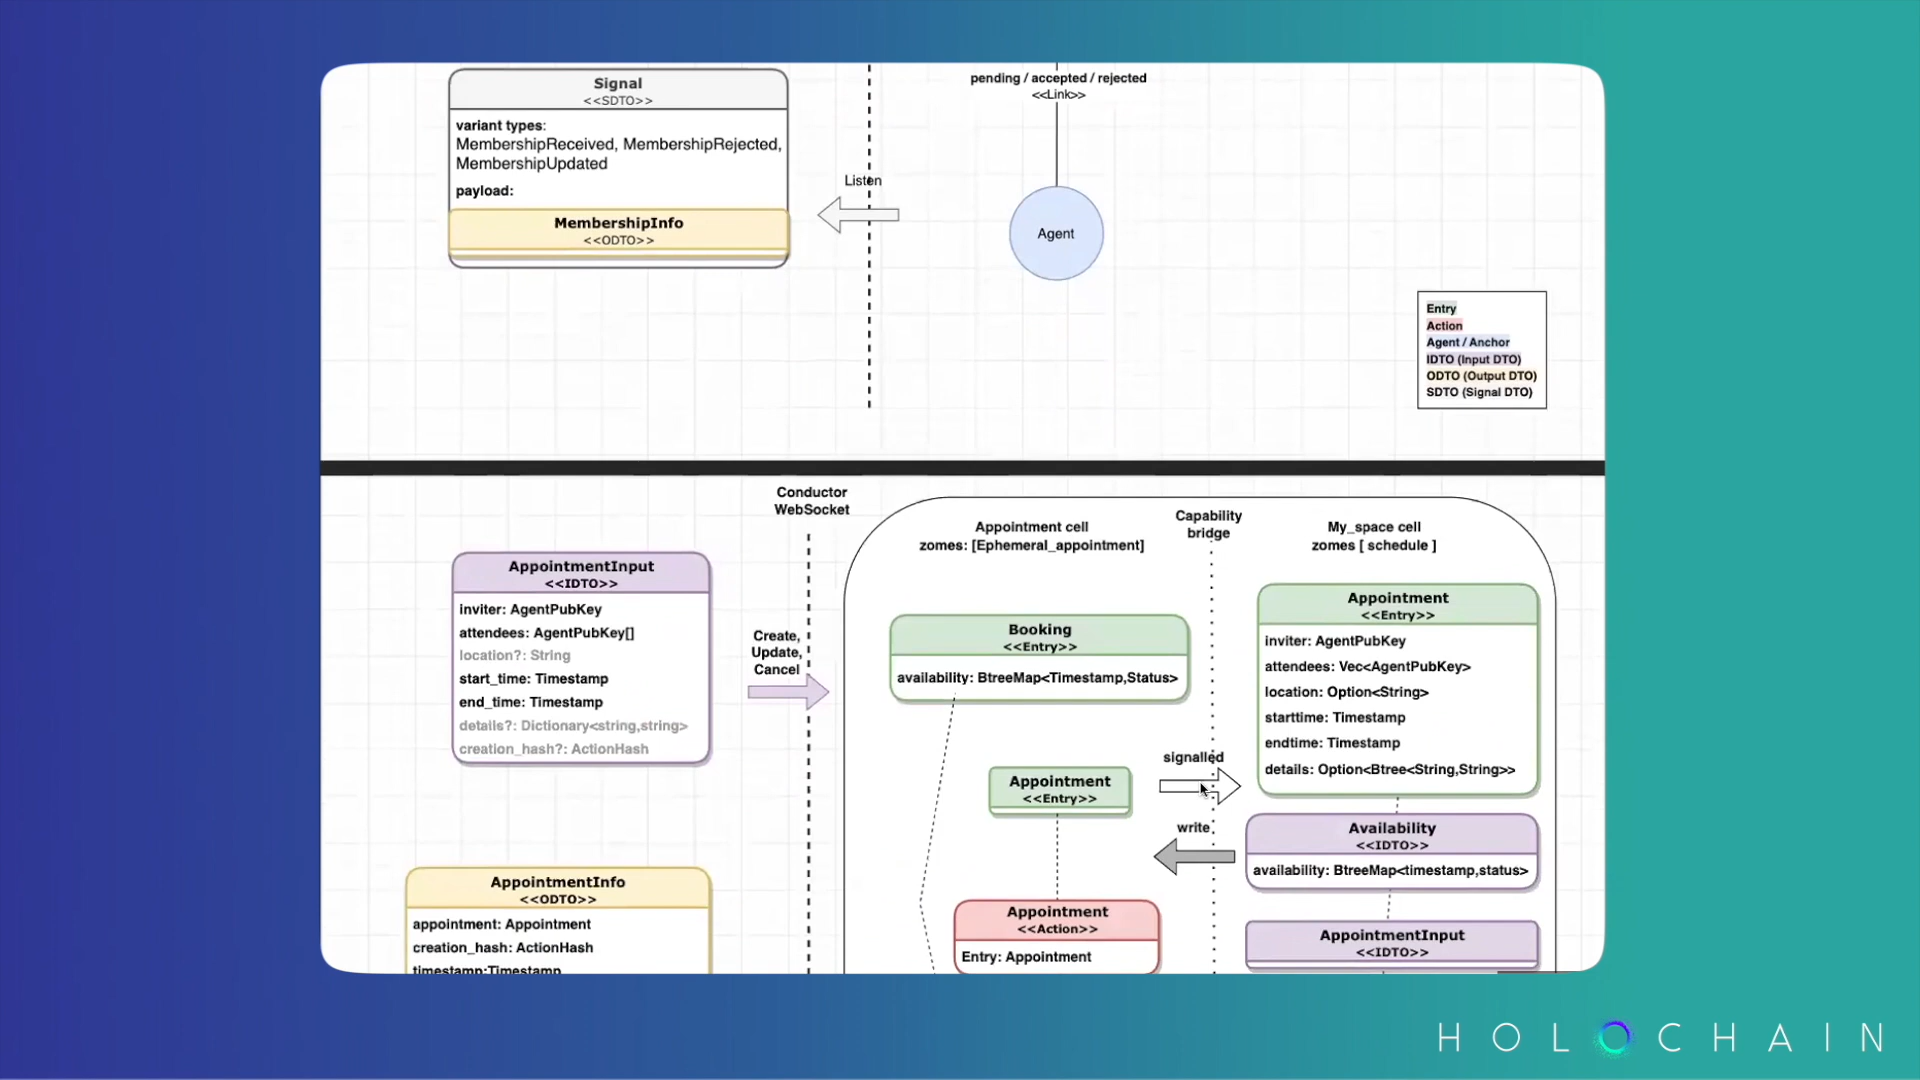 Signal
<<SDTO>>
variant types:
MembershipReceived, MembershipRejected,
MembershipUpdated
payload:
MembershipInfo
<<ODTO>>
Listen
pending / accepted / rejected
<<Link>>
Agent
Entry
Action
Agent / Anchor
IDTO (Input DTO)
ODTO (Output DTO)
SDTO (Signal DTO)
Conductor
WebSocket
AppointmentInput
<<IDTO>>
inviter: AgentPubKey
attendees: AgentPubKey[]
location?: String
start_time: Timestamp
end_time: Timestamp
details?: Dictionary<string,string>
creation_hash?: ActionHash
Create,
Update,
Cancel
AppointmentInfo
<<ODTO>>
appointment: Appointment
creation_hash: ActionHash
timestamp:Timestamp
Appointment cell
zomes: [Ephemeral_appointment]
Capability
bridge
My_space cell
zomes [ schedule ]
Booking
<<Entry>>
availability: BtreeMap<Timestamp,Status>
Appointment
<<Entry>>
signalled
write
Appointment
<<Action>>
Entry: Appointment
Appointment
<<Entry>>
inviter: AgentPubKey
attendees: Vec<AgentPubKey>
location: Option<String>
starttime: Timestamp
endtime: Timestamp
details: Option<Btree<String,String>>
Availability
<<IDTO>>
availability: BtreeMap<timestamp,status>
AppointmentInput
<<IDTO>>
HOLOCHAIN